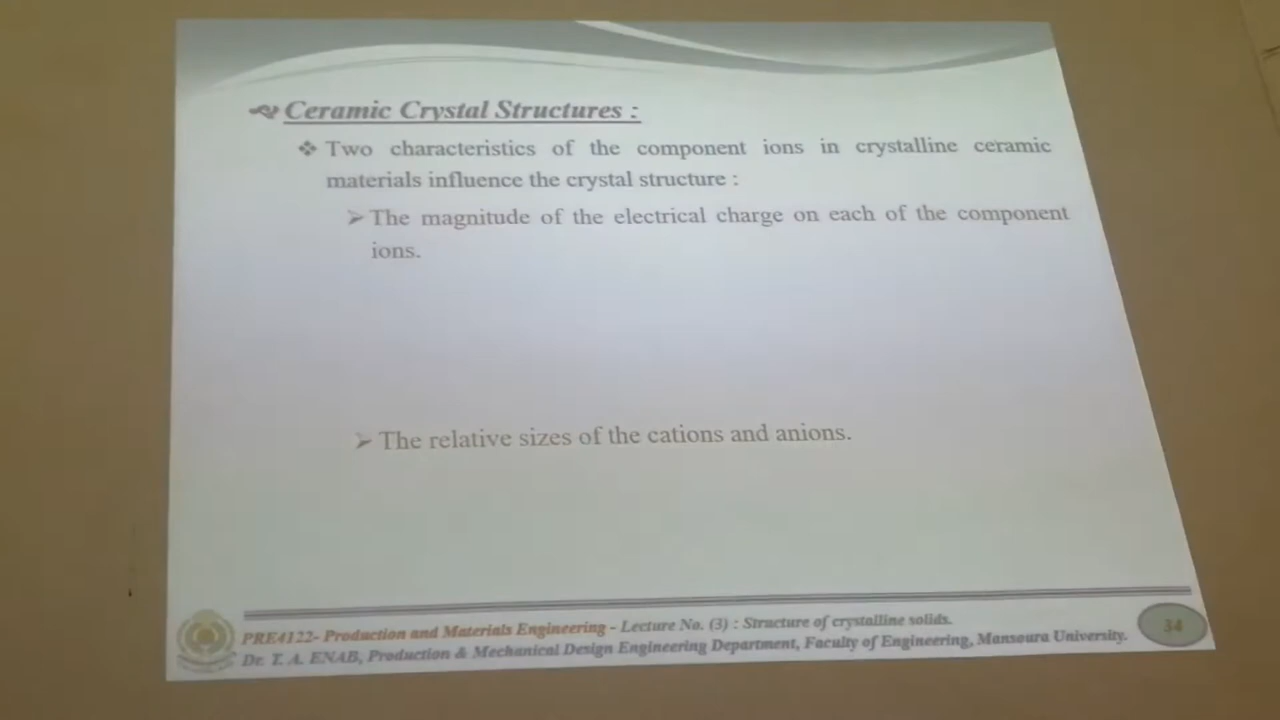 Ceramic Crystal Structures :
Two characteristics of the component ions in crystalline ceramic
materials influence the crystal structure :
The magnitude of the electrical charge on each of the component
ions.
The relative sizes of the cations and anions.
PRE4122- Production and Materials Engineering - Lecture No. (3) : Structure of crystalline solids.
Dr. T. A. ENAB, Production & Mechanical Design Engineering Department, Faculty of Engineering, Mansoura University.
34